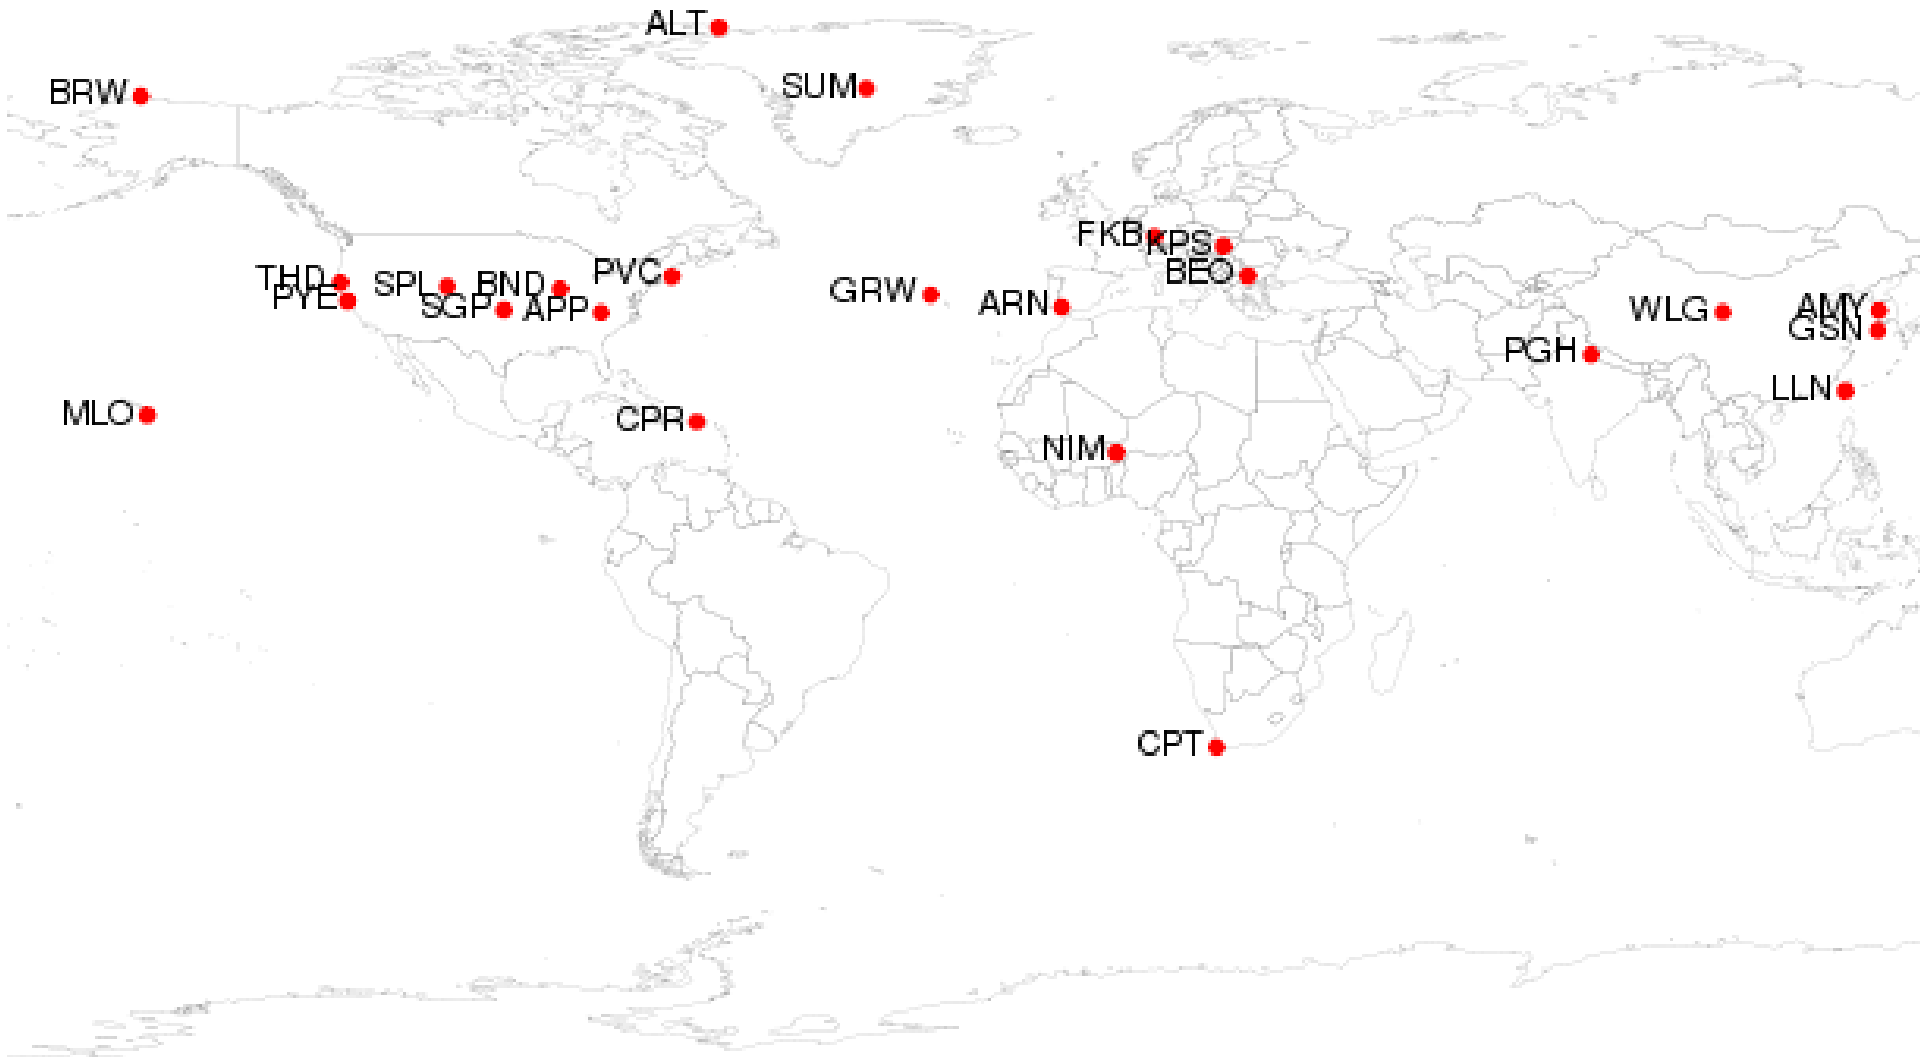 ALT
SUM
BRW
FKB
KPS
BEO
PVC
THD
SPL
BND
PYE
SGP
APP
GRW
ARN
WLG
AMY
GSN
PGH
LLN
MLO
CPR
NIM
CPT